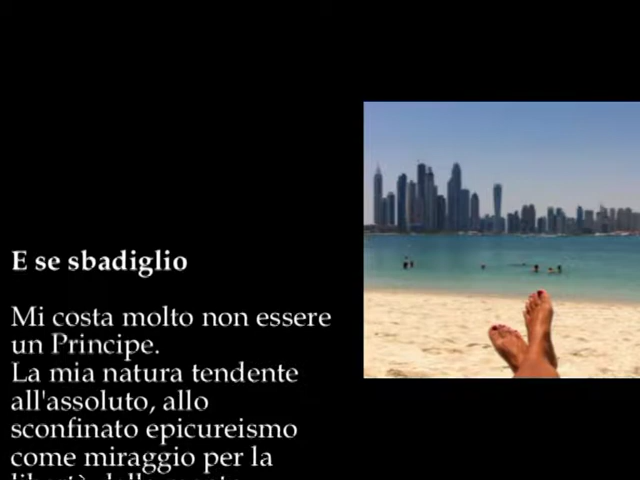 E se sbadiglio
Mi costa molto non essere
un Principe.
La mia natura tendente
all'assoluto, allo
sconfinato epicureismo
come miraggio per la